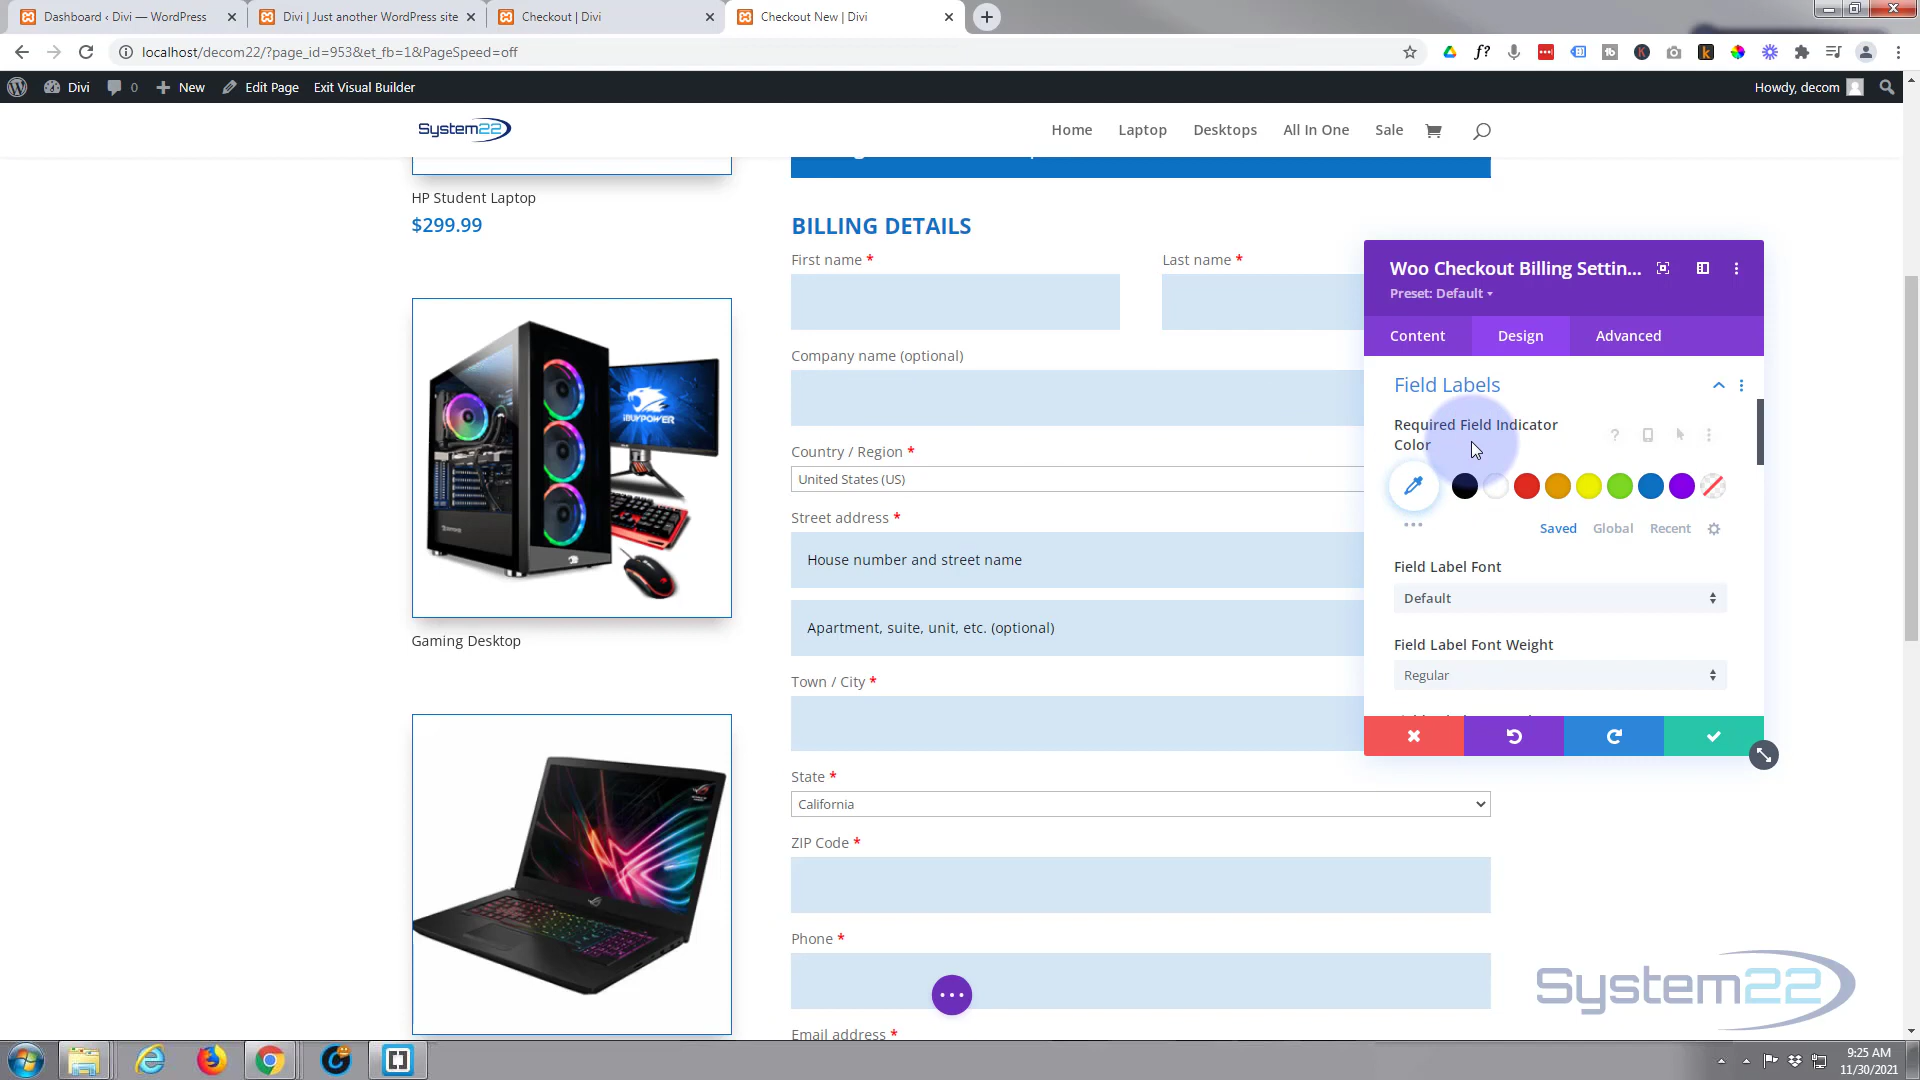 Dashboard ‹ Divi — WordPress
Divi | Just another WordPress site
Checkout | Divi
Checkout New | Divi
localhost/decom22/?page_id=953&et_fb=1&PageSpeed=off
f?
Divi
0
New
Edit Page
Exit Visual Builder
Howdy, decom
System22
Home
Laptop
Desktops
All In One
Sale
HP Student Laptop
$299.99
BILLING DETAILS
First name *
Last name *
Company name (optional)
Country / Region *
United States (US)
Street address *
House number and street name
Apartment, suite, unit, etc. (optional)
Town / City *
State *
California
ZIP Code *
Phone *
Email address *
iBUYPOWER
Gaming Desktop
Woo Checkout Billing Settin...
Preset: Default
Content
Design
Advanced
Field Labels
Required Field Indicator
Color
Saved
Global
Recent
Field Label Font
Default
Field Label Font Weight
Regular
System22
9:25 AM
11/30/2021